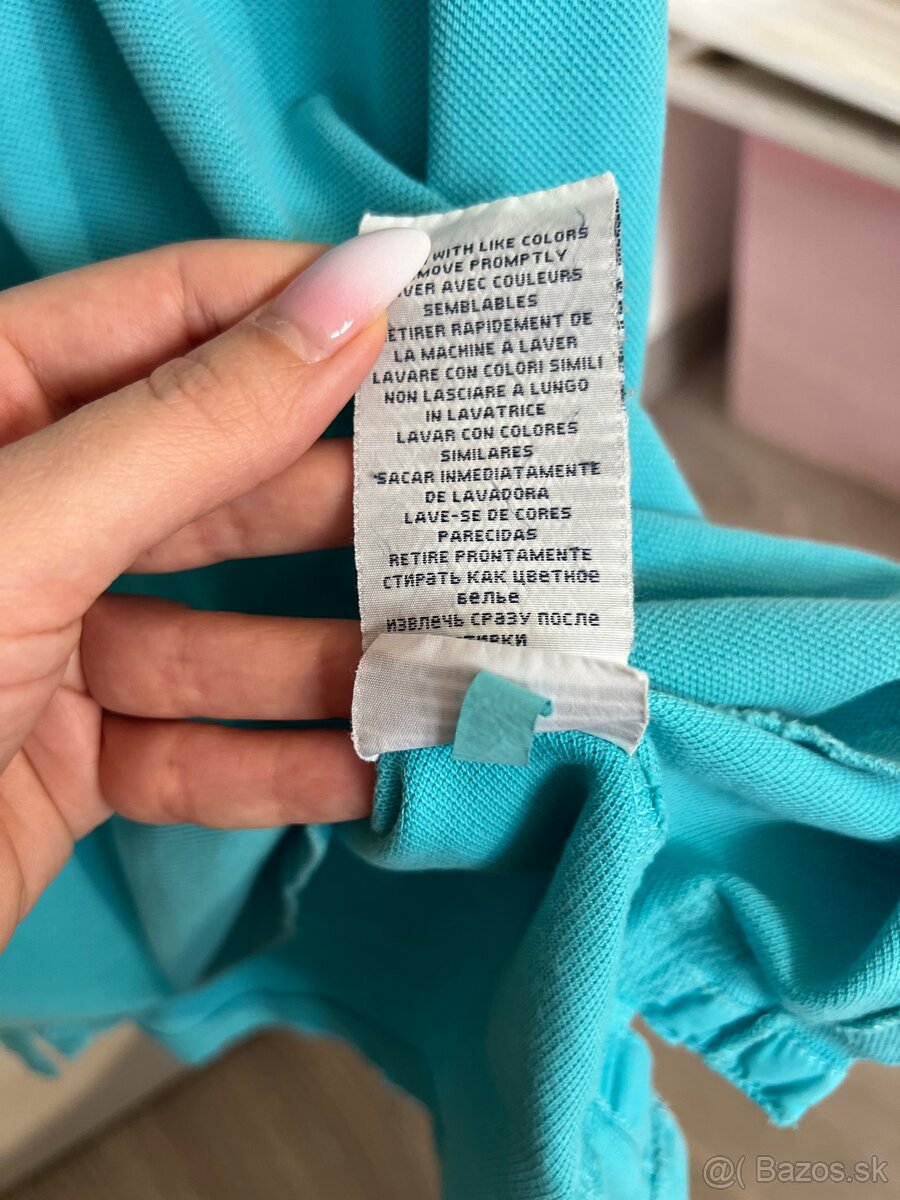 WITH LIKE COLORS
MOVE PROMPTLY
VER AVEC COULEURS
SEMBLABLES
ETIRER RAPIDEMENT DE
LA MACHINE A LAVER
LAVARE CON COLORI SIMILI
NON LASCIARE A LUNGO
IN LAVATRICE
LAVAR CON COLORES
SIMILARES
SACAR INMEDIATAMENTE
DE LAVADORA
LAVE-SE DE CORES
PARECIDAS
RETIRE PRONTAMENTE
СТИРАТЬ КАК ЦВЕТНОЕ
БЕЛЬЕ
ИЗВЛЕЧЬ СРАЗУ ПОСЛЕ
@( Bazos.sk